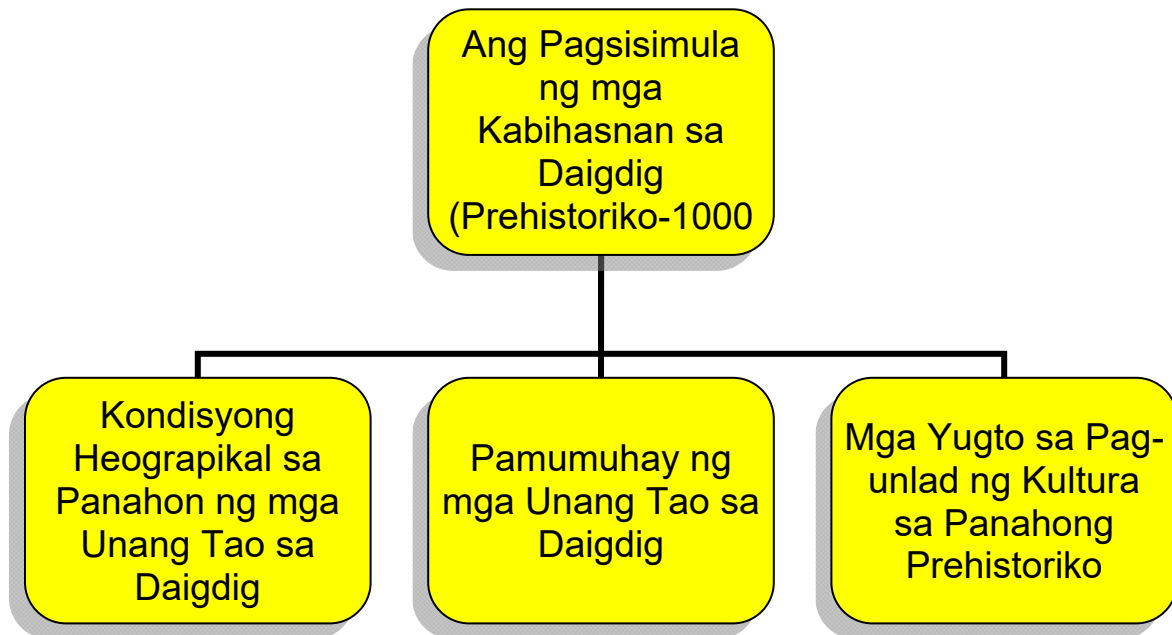 Ang Pagsisimula
ng mga
Kabihasnan sa
Daigdig
(Prehistoriko-1000
Kondisyong
Heograpikal sa
Panahon ng mga
Unang Tao sa
Daigdig
Pamumuhay ng
mga Unang Tao sa
Daigdig
Mga Yugto sa Pag-
unlad ng Kultura
sa Panahong
Prehistoriko